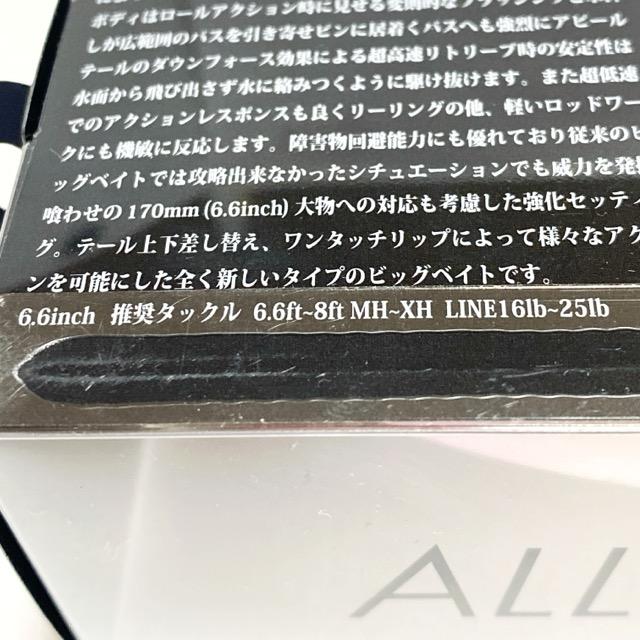 ボディはロールアクション時に見せる変則的なフラッシングと水押
しが広範囲のバスを引き寄せピンに居着くバスへも強烈にアピール
テールのダウンフォース効果による超高速リトリーブ時の安定性は
水面から飛び出さず水に絡みつくように駆け抜けます。また超低速
でのアクションレスポンスも良くリーリングの他、軽いロッドワー
クにも機敏に反応します。障害物回避能力にも優れており従来のビ
ッグベイトでは攻略出来なかったシチュエーションでも威力を発揮
喰わせの170mm (6.6inch) 大物への対応も考慮した強化セッティ
グ。テール上下差し替え、ワンタッチリップによって様々なアク
ンを可能にした全く新しいタイプのビッグベイトです。
6.6inch 推奨タックル 6.6ft~8ft MH~XH LINE16lb~25lb
ALL